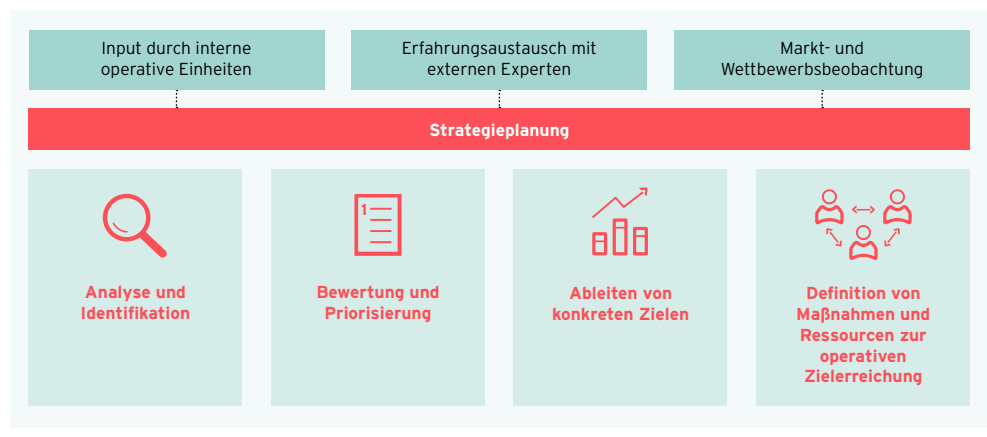 Input durch interne
operative Einheiten
Erfahrungsaustausch mit
externen Experten
Markt- und
Wettbewerbsbeobachtung
Strategieplanung
1
Analyse und
Identifikation
Bewertung und
Priorisierung
Ableiten von
konkreten Zielen
Definition von
Maßnahmen und
Ressourcen zur
operativen
Zielerreichung